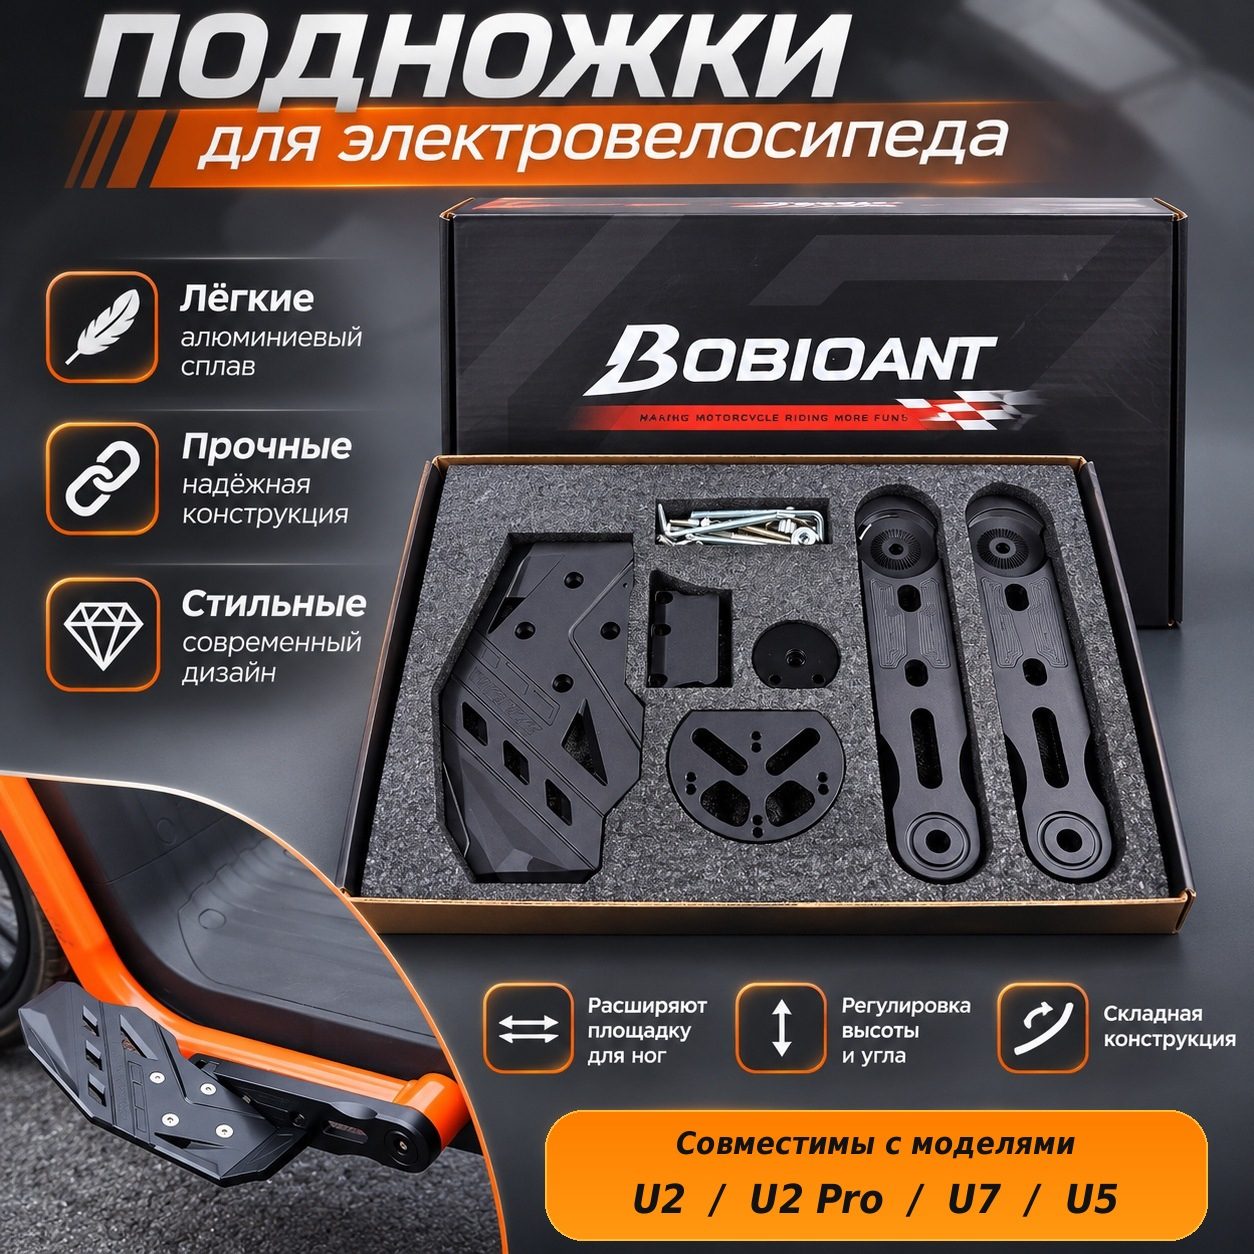 ПОДНОЖКИ
для электровелосипеда
Лёгкие
алюминиевый
сплав
Прочные
надёжная
конструкция
Стильные
современный
дизайн
BOBIOANT
MAKING MOTORCYCLE RIDING MORE FUNS
Расширяют
площадку
для ног
Регулировка
высоты
и угла
Складная
конструкция
Совместимы с моделями
U2 / U2 Pro / U7 / U5